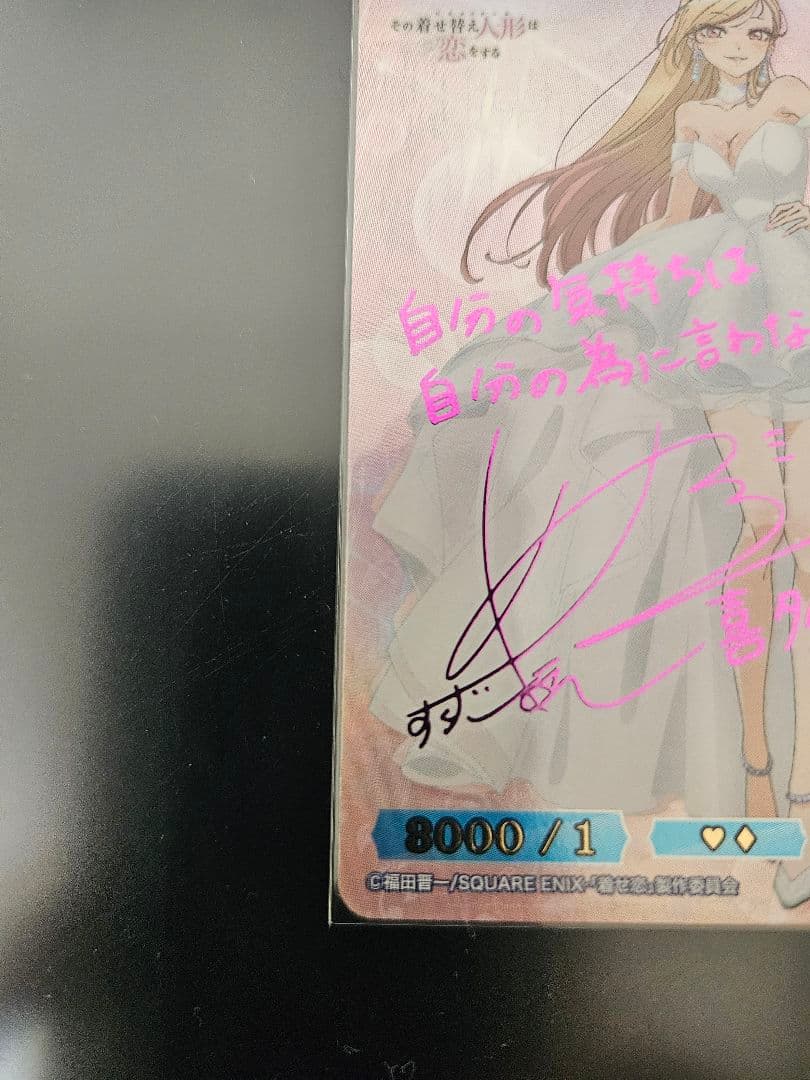 その着せ替え人形は
恋をする
自分の気持ちは
自分の為に言わな
すずこ
喜多
8000 / 1
©福田晋一/SQUARE ENIX・「着せ恋」製作委員会